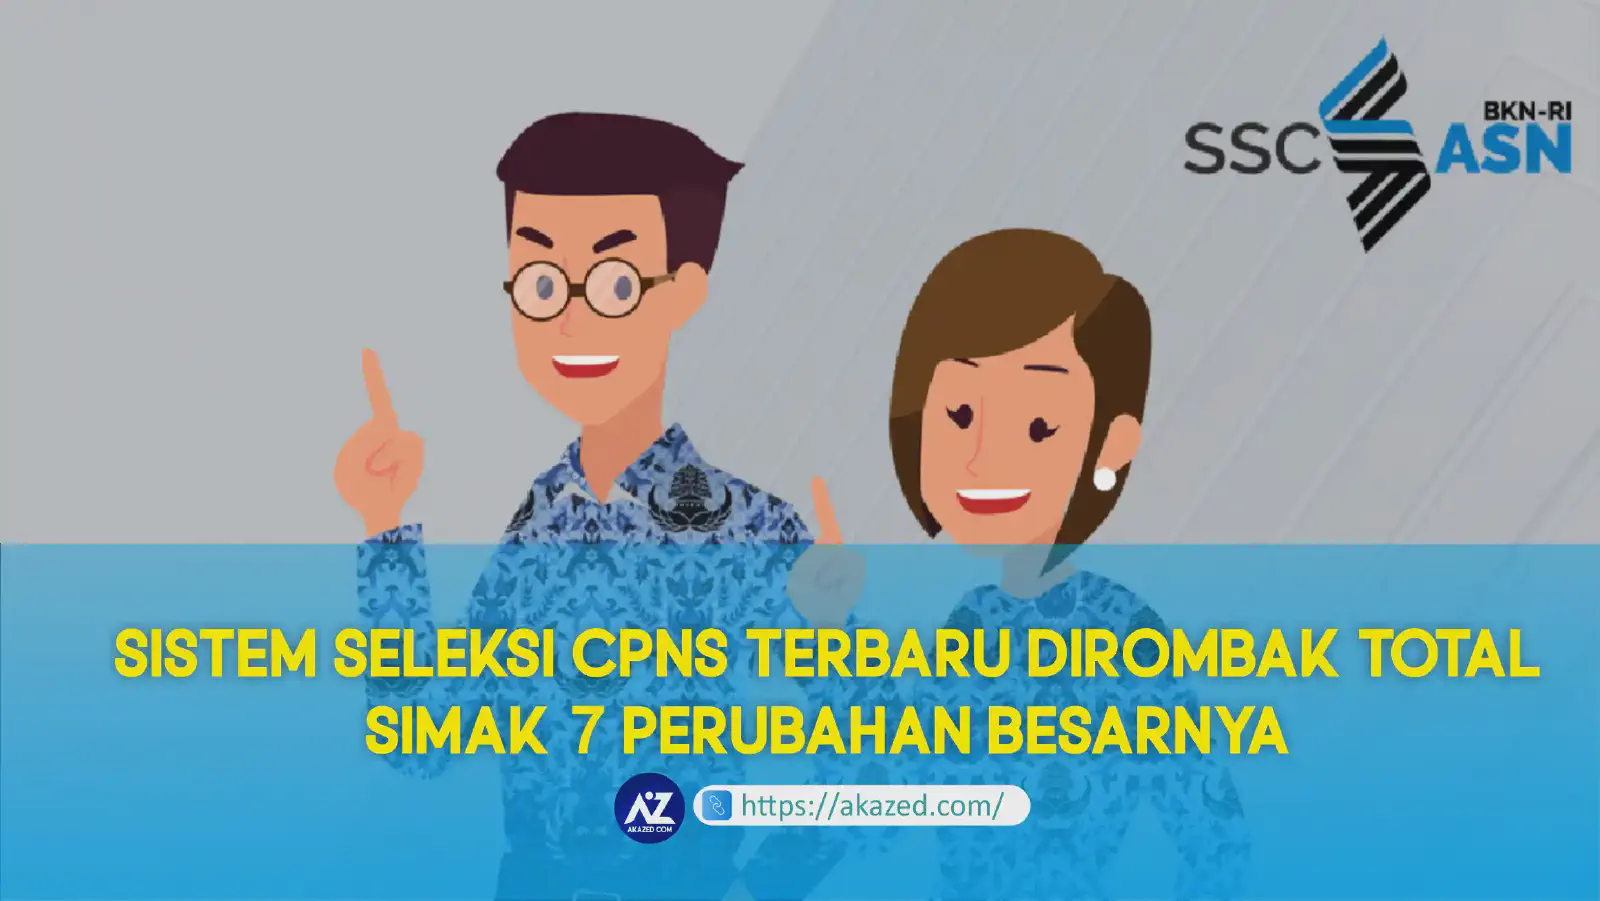 BKN-RI
SSC ASN
SISTEM SELEKSI CPNS TERBARU DIROMBAK TOTAL
SIMAK 7 PERUBAHAN BESARNYA
AZ
AKAZED COM
https://akazed.com/